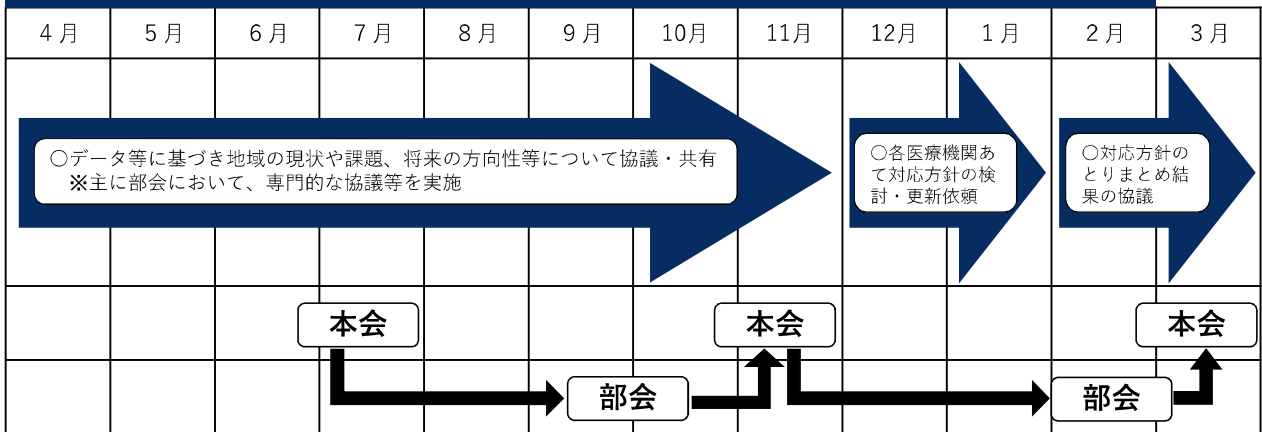 4月 5月 6月 7月 8月 9月 10月 11月 12月 1月 2月 3月
○データ等に基づき地域の現状や課題、将来の方向性等について協議・共有
※主に部会において、専門的な協議等を実施
○各医療機関あ
て対応方針の検
討・更新依頼
○対応方針の
とりまとめ結
果の協議
本会 本会 本会
部会 部会